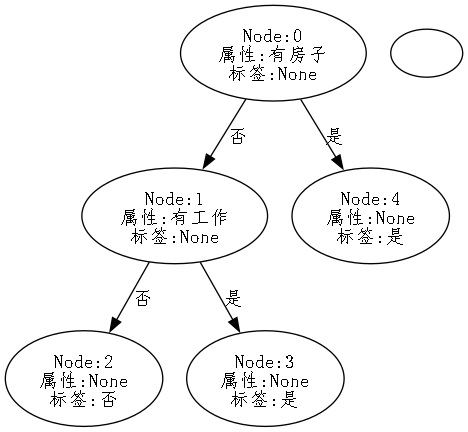 Node:0
属性:有房子
标签:None
否
是
Node:1
属性:有工作
标签:None
Node:4
属性:None
标签:是
否
是
Node:2
属性:None
标签:否
Node:3
属性:None
标签:是